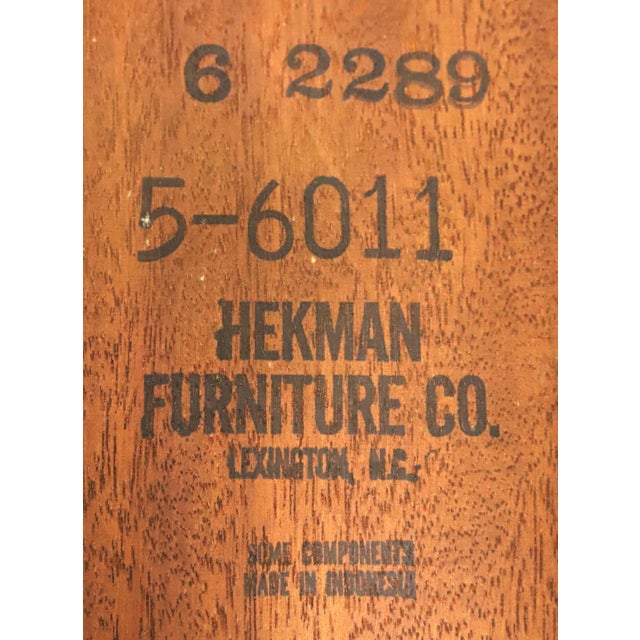 6 2289
5-6011
HEKMAN
FURNITURE CO.
LEXINGTON, N.C.
SOME COMPONENTS
MADE IN INDONESIA